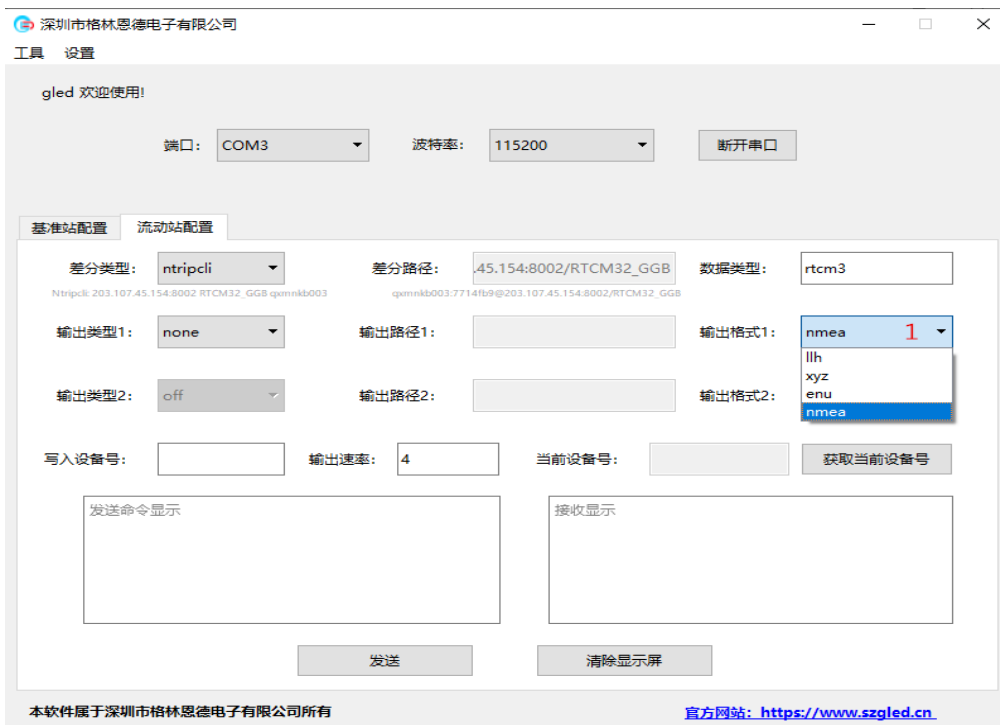 深圳市格林恩德电子有限公司
工具 设置
gled 欢迎使用!
端口: COM3 波特率: 115200 断开串口
基准站配置 流动站配置
差分类型: ntripcli 差分路径: .45.154:8002/RTCM32_GGB 数据类型: rtcm3
Ntripcli: 203.107.45.154:8002 RTCM32_GGB qxmnkb003 qxmnkb003:7714fb9@203.107.45.154:8002/RTCM32_GGB
输出类型1: none 输出路径1: 输出格式1: nmea 1
llh
xyz
enu
nmea
输出类型2: off 输出路径2: 输出格式2:
写入设备号: 输出速率: 4 当前设备号: 获取当前设备号
发送命令显示 接收显示
发送 清除显示屏
本软件属于深圳市格林恩德电子有限公司所有 官方网站: https://www.szgled.cn